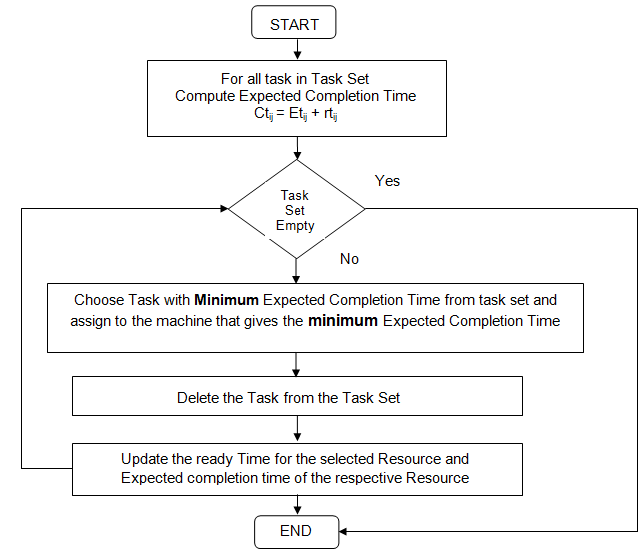 START
For all task in Task Set
Compute Expected Completion Time
Ctij = Etij + rtij
Task
Set
Empty
Yes
No
Choose Task with Minimum Expected Completion Time from task set and
assign to the machine that gives the minimum Expected Completion Time
Delete the Task from the Task Set
Update the ready Time for the selected Resource and
Expected completion time of the respective Resource
END